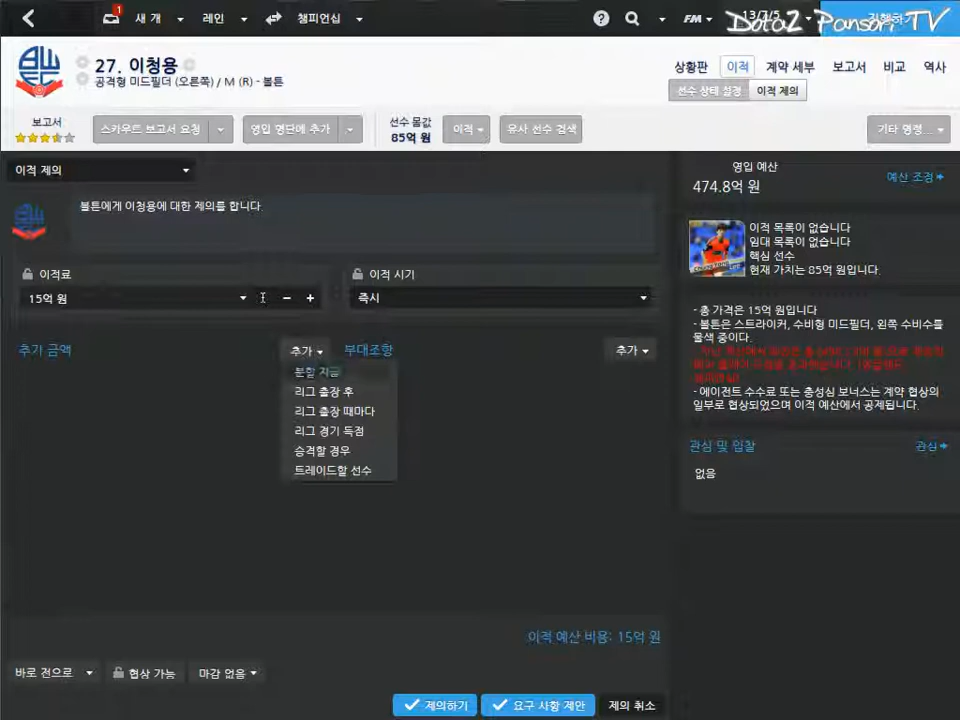 1
새 개
레인
챔피언십
FM
13/7/5
Dota2 Pansori TV
27. 이청용
공격형 미드필더 (오른쪽) / M (R) - 볼튼
상황판
이적
계약 세부
보고서
비교
역사
선수 상태 설정
이적 제의
보고서
스카우트 보고서 요청
영입 명단에 추가
선수 몸값
85억 원
이적
유사 선수 검색
기타 명령...
이적 제의
볼튼에게 이청용에 대한 제의를 합니다.
이적료
15억 원
이적 시기
즉시
추가 금액
추가
부대조항
추가
분할 지급
리그 출장 후
리그 출장 때마다
리그 경기 득점
승격할 경우
트레이드할 선수
영입 예산
474.8억 원
예산 조정
이적 목록이 없습니다
임대 목록이 없습니다
핵심 선수
현재 가치는 85억 원입니다.
- 총 가격은 15억 원입니다
- 볼튼은 스트라이커, 수비형 미드필더, 왼쪽 수비수를
물색 중이다.
- 에이전트 수수료 또는 충성심 보너스는 계약 협상의
일부로 협상되었으며 이적 예산에서 공제됩니다.
관심 및 입찰
관심
없음
이적 예산 비용: 15억 원
바로 전으로
협상 가능
마감 없음
제의하기
요구 사항 제안
제의 취소